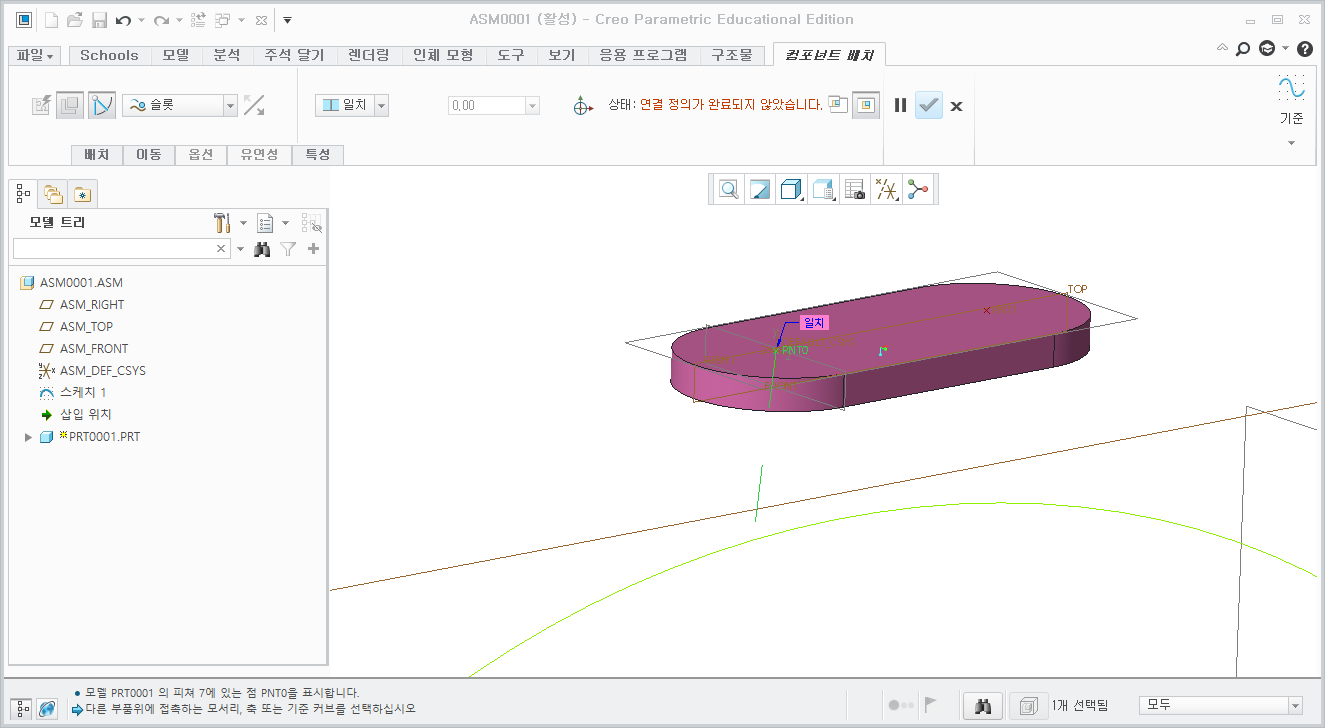 ASM0001 (활성) - Creo Parametric Educational Edition
파일 Schools 모델 분석 주석 달기 렌더링 인체 모형 도구 보기 응용 프로그램 구조물 컴포넌트 배치
슬롯 일치 0,00 상태: 연결 정의가 완료되지 않았습니다. 기준
배치 이동 옵션 유연성 특성
모델 트리
ASM0001.ASM
ASM_RIGHT
ASM_TOP
ASM_FRONT
ASM_DEF_CSYS
스케치 1
삽입 위치
PRT0001.PRT
TOP
일치
PNT0
모델 PRT0001 의 피쳐 7에 있는 점 PNT0을 표시합니다.
다른 부품위에 접촉하는 모서리, 축 또는 기준 커브를 선택하십시오
1개 선택됨 모두